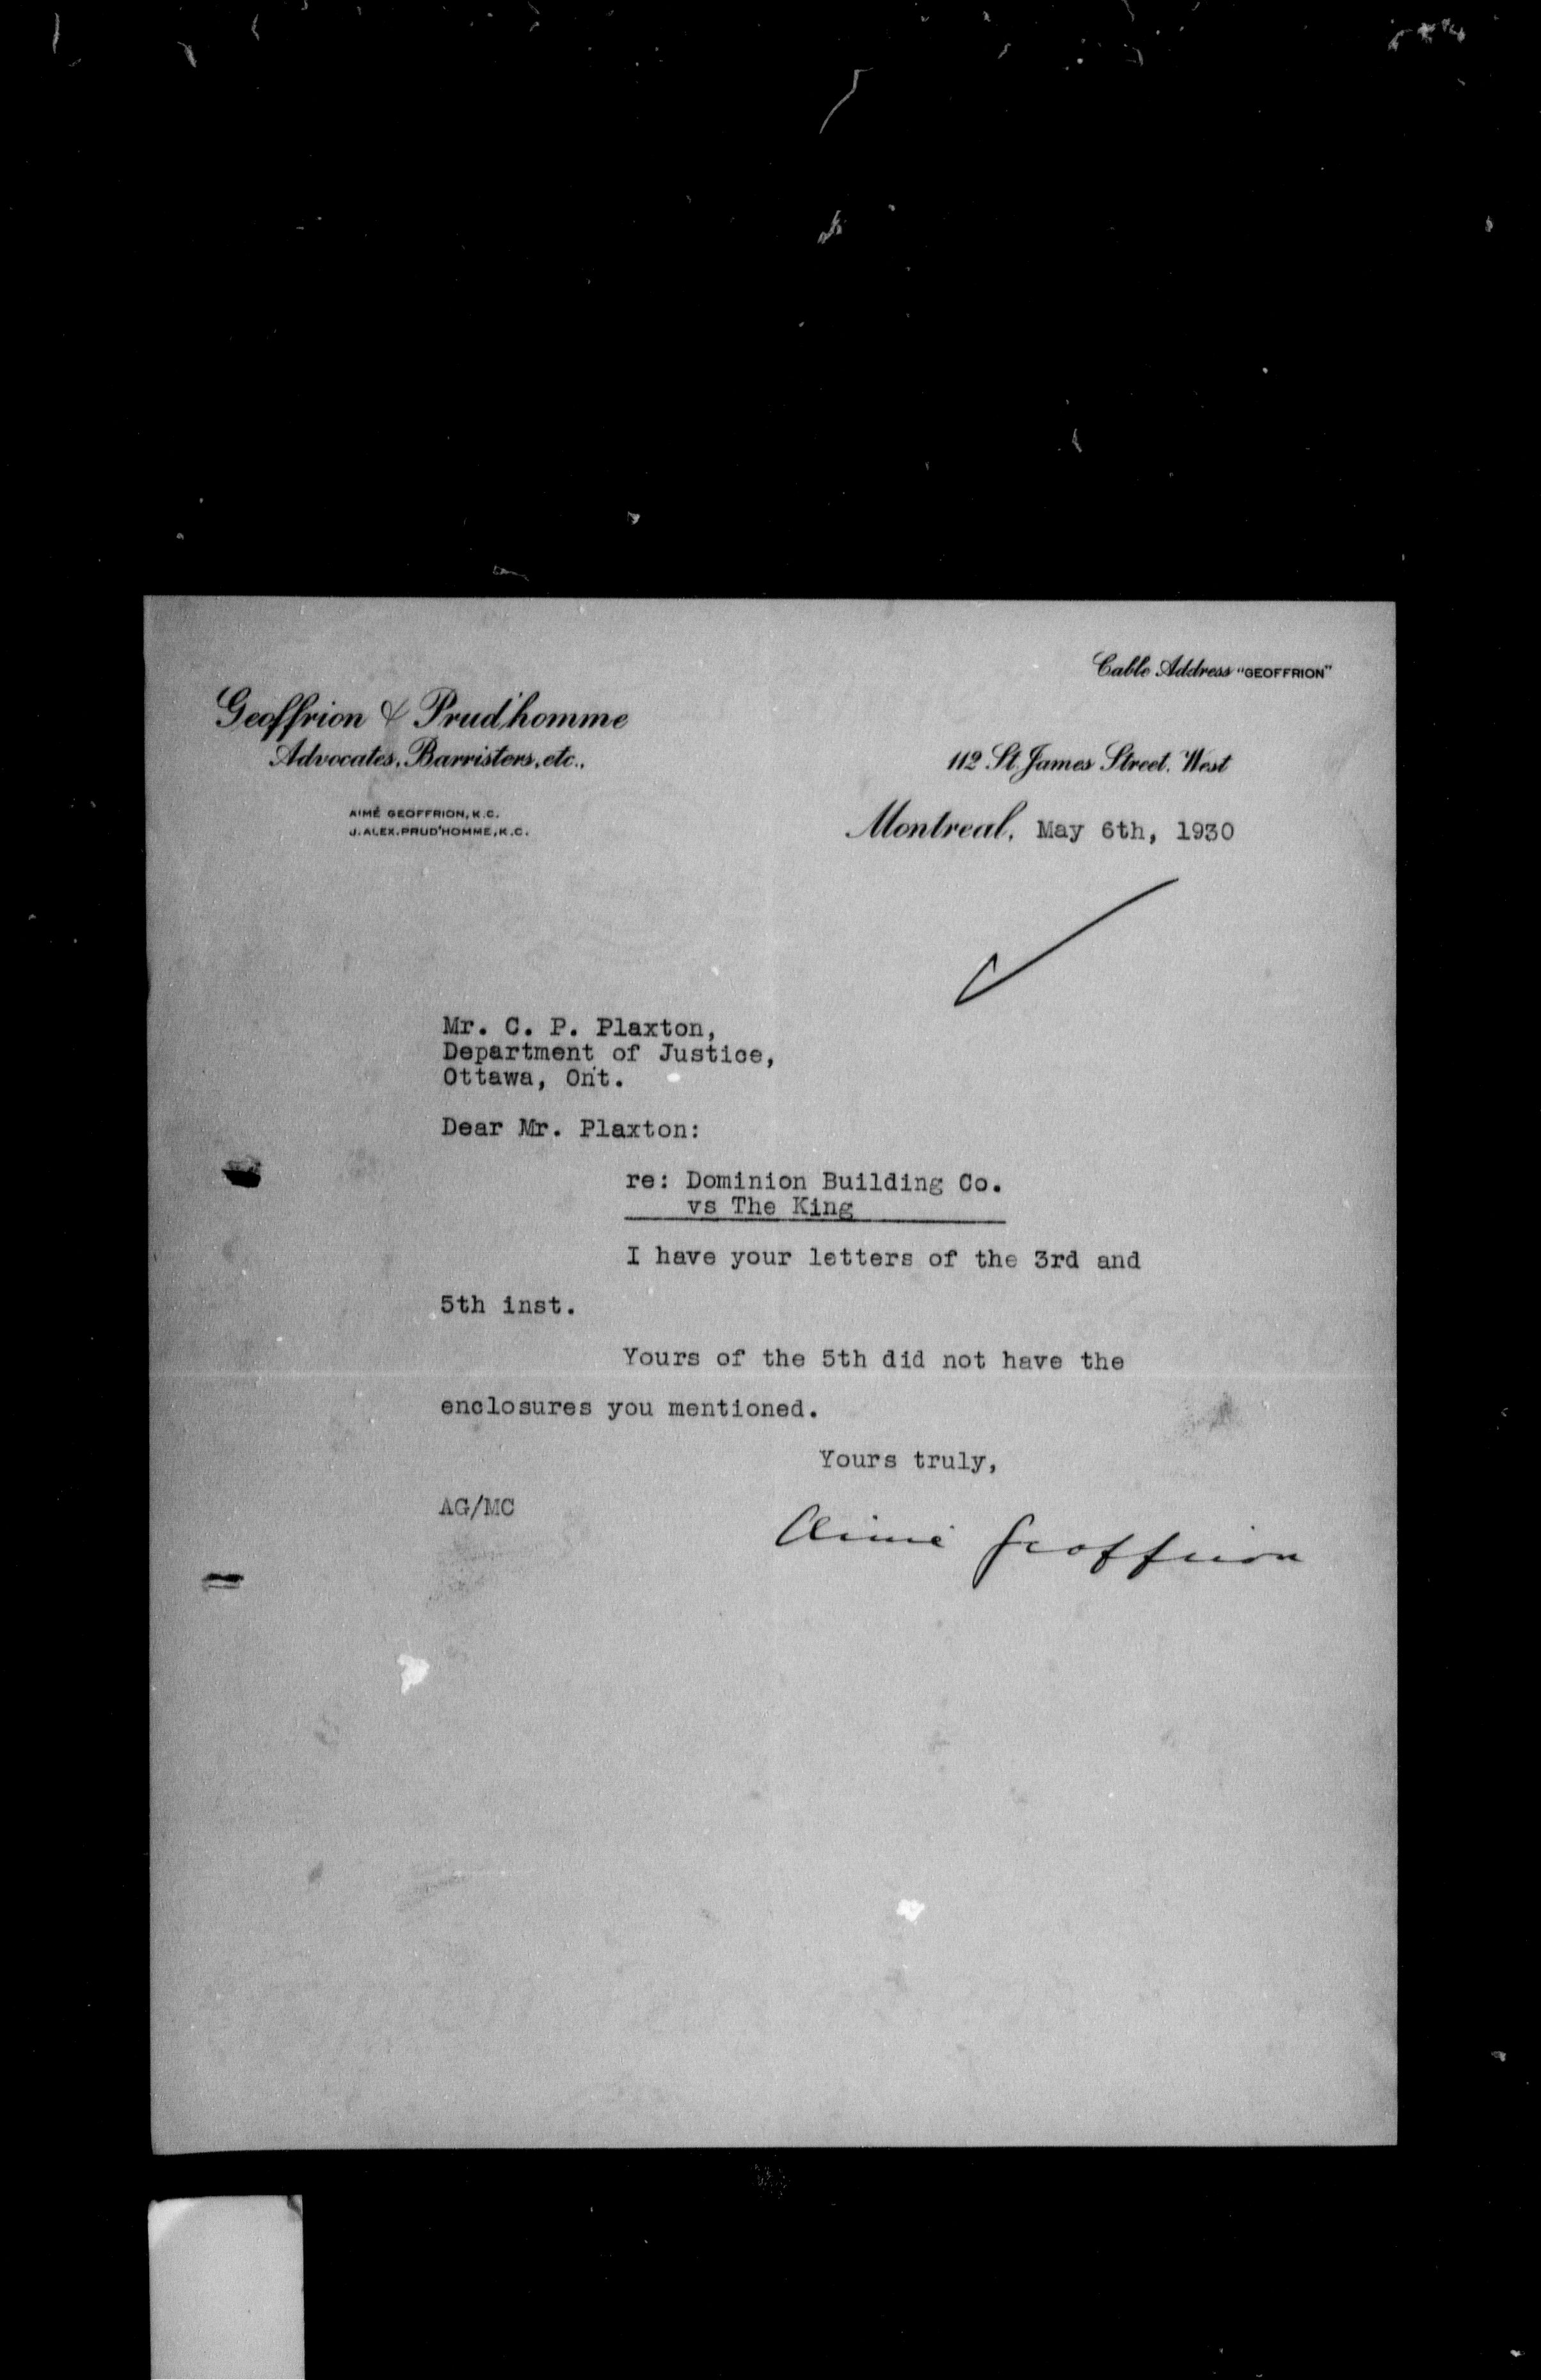 Cable Address "GEOFFRION"
Geoffrion & Prud'homme
Advocates, Barristers, etc.,
112 St. James Street, West
AIMÉ GEOFFRION, K.C.
J. ALEX. PRUD'HOMME, K.C.
Montreal, May 6th, 1930
Mr. C. P. Plaxton,
Department of Justice,
Ottawa, Ont.
Dear Mr. Plaxton:
re: Dominion Building Co.
vs The King
I have your letters of the 3rd and
5th inst.
Yours of the 5th did not have the
enclosures you mentioned.
Yours truly,
AG/MC
Aimé Geoffrion